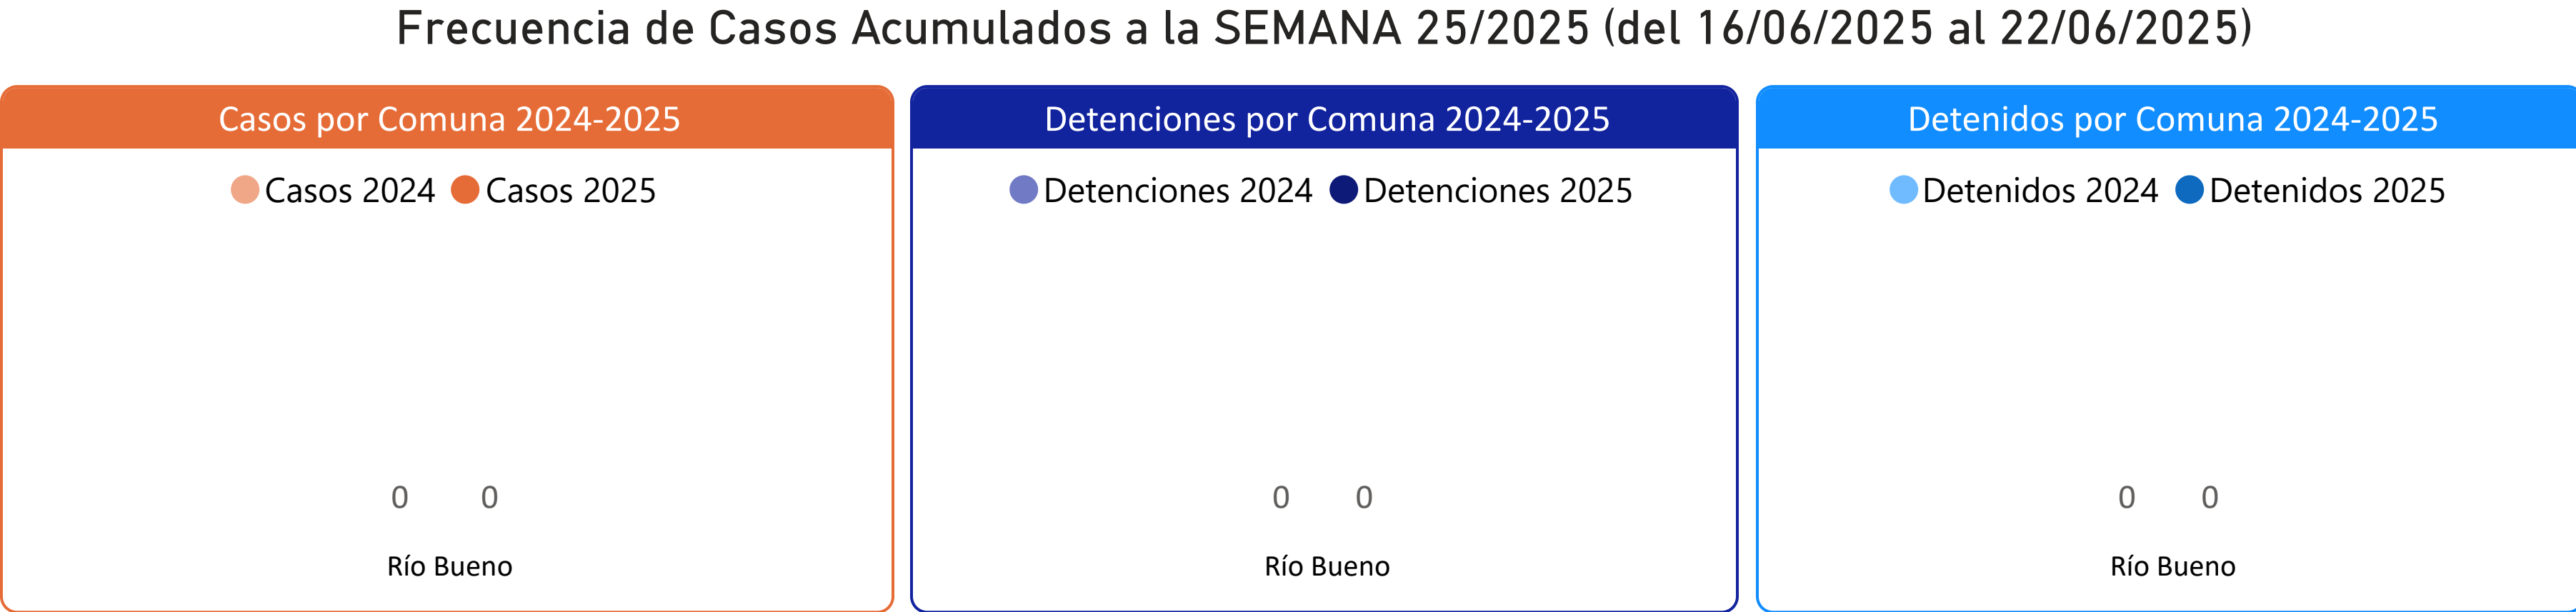 Frecuencia de Casos Acumulados a la SEMANA 25/2025 (del 16/06/2025 al 22/06/2025)
Casos por Comuna 2024-2025
Casos 2024 Casos 2025
0 0
Río Bueno
Detenciones por Comuna 2024-2025
Detenciones 2024 Detenciones 2025
0 0
Río Bueno
Detenidos por Comuna 2024-2025
Detenidos 2024 Detenidos 2025
0 0
Río Bueno